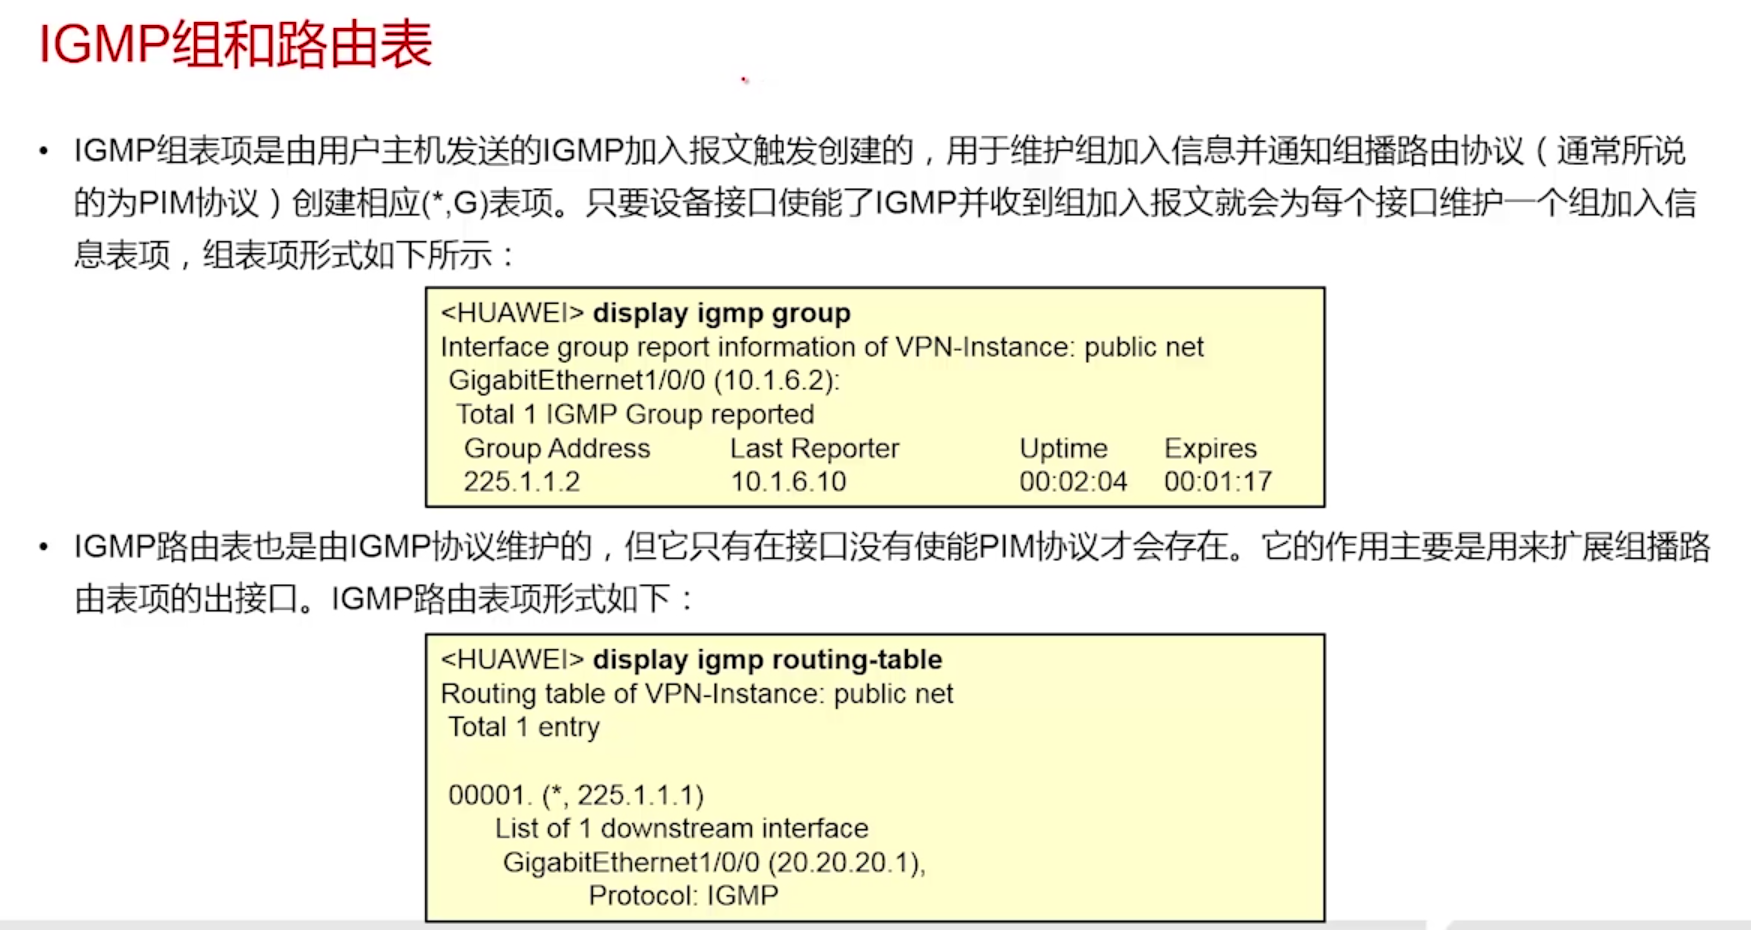 IGMP组和路由表
• IGMP组表项是由用户主机发送的IGMP加入报文触发创建的，用于维护组加入信息并通知组播路由协议（通常所说
的为PIM协议）创建相应(*,G)表项。只要设备接口使能了IGMP并收到组加入报文就会为每个接口维护一个组加入信
息表项，组表项形式如下所示：
<HUAWEI> display igmp group
Interface group report information of VPN-Instance: public net
GigabitEthernet1/0/0 (10.1.6.2):
Total 1 IGMP Group reported
Group Address Last Reporter Uptime Expires
225.1.1.2 10.1.6.10 00:02:04 00:01:17
• IGMP路由表也是由IGMP协议维护的，但它只有在接口没有使能PIM协议才会存在。它的作用主要是用来扩展组播路
由表项的出接口。IGMP路由表项形式如下：
<HUAWEI> display igmp routing-table
Routing table of VPN-Instance: public net
Total 1 entry
00001. (*, 225.1.1.1)
List of 1 downstream interface
GigabitEthernet1/0/0 (20.20.20.1),
Protocol: IGMP